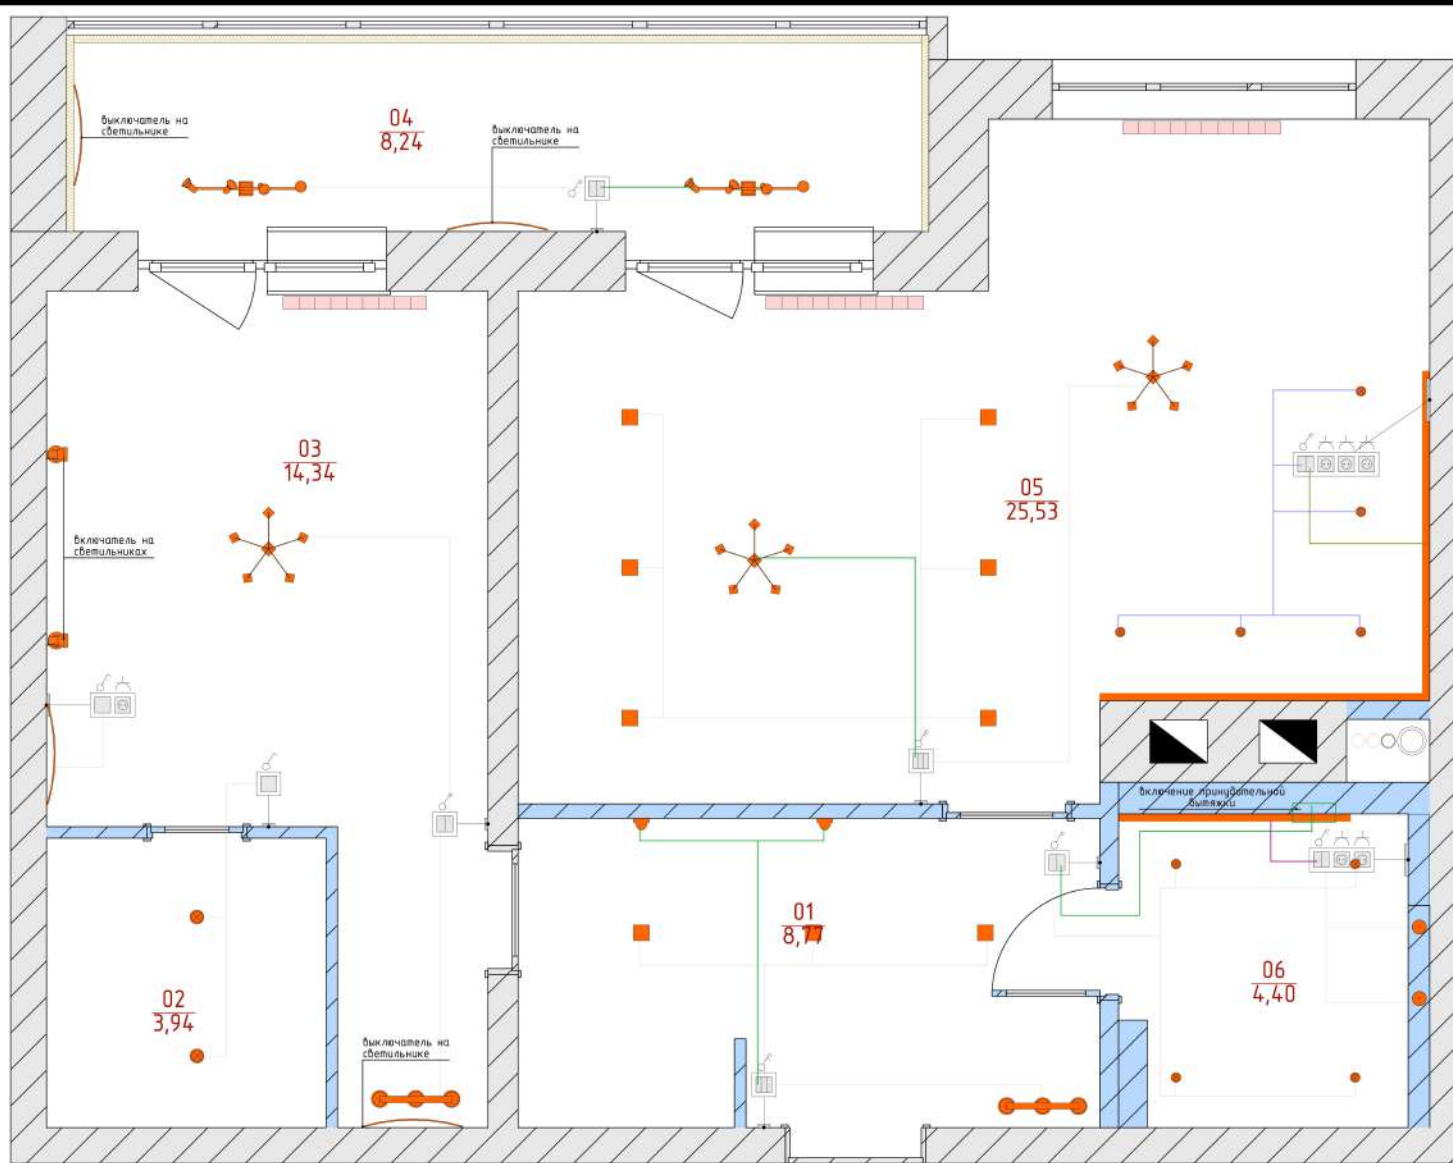 выключатель на
светильнике
04
8,24
выключатель на
светильнике
03
14,34
05
25,53
включатель на
светильниках
включение принудительной
вытяжки
01
8,77
06
4,40
02
3,94
выключатель на
светильнике